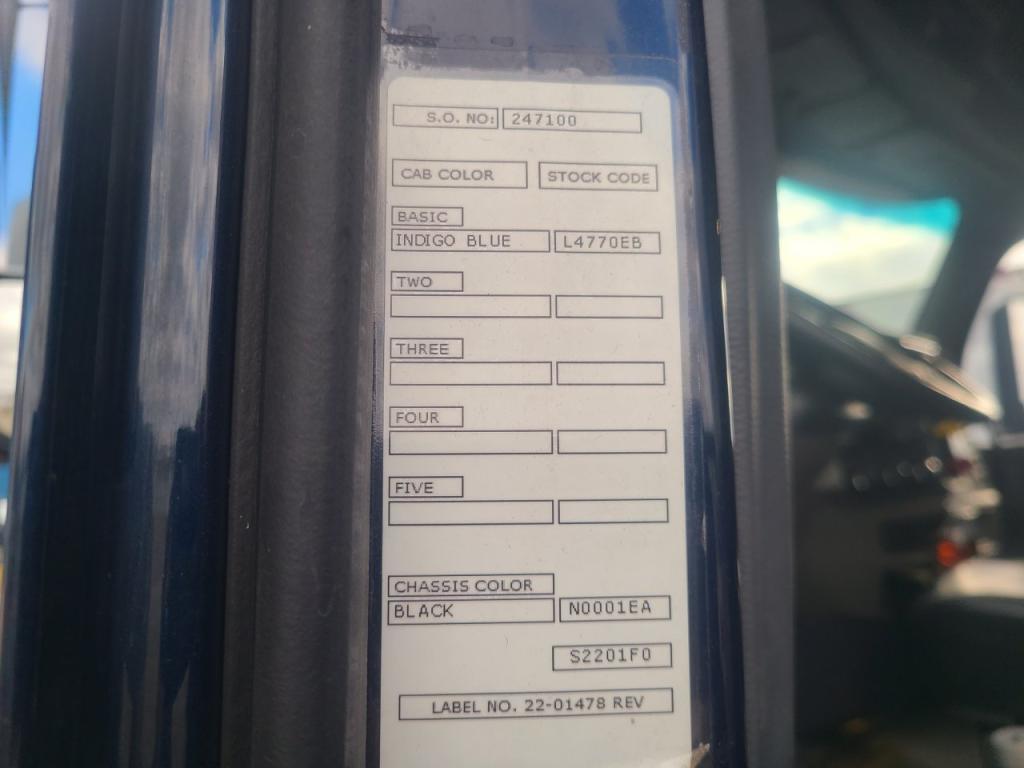 S.O. NO: 247100
CAB COLOR STOCK CODE
BASIC
INDIGO BLUE L4770EB
TWO
THREE
FOUR
FIVE
CHASSIS COLOR
BLACK N0001EA
S2201F0
LABEL NO. 22-01478 REV